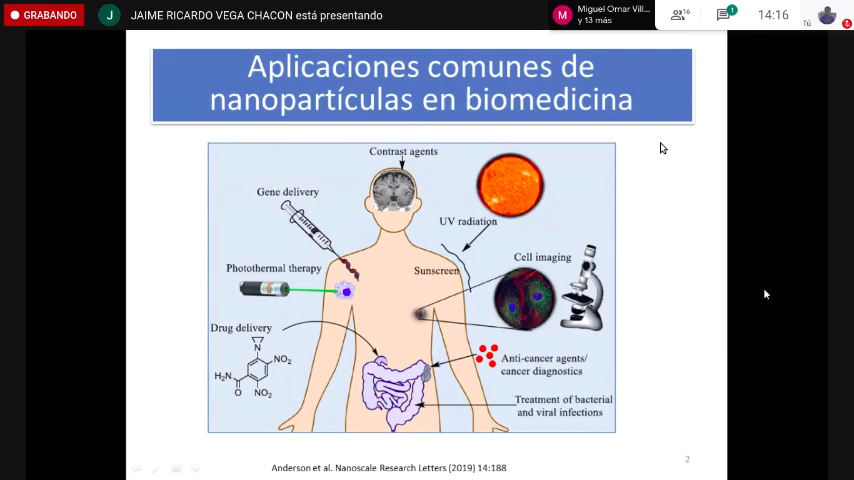 GRABANDO
J
JAIME RICARDO VEGA CHACON está presentando
M
Miguel Omar Vill...
y 13 más
16
1
14:16
Tú
Aplicaciones comunes de
nanopartículas en biomedicina
Contrast agents
Gene delivery
UV radiation
Cell imaging
Photothermal therapy
Sunscreen
Drug delivery
N
NO₂
H₂N
O
NO₂
Anti-cancer agents/
cancer diagnostics
Treatment of bacterial
and viral infections
2
Anderson et al. Nanoscale Research Letters (2019) 14:188